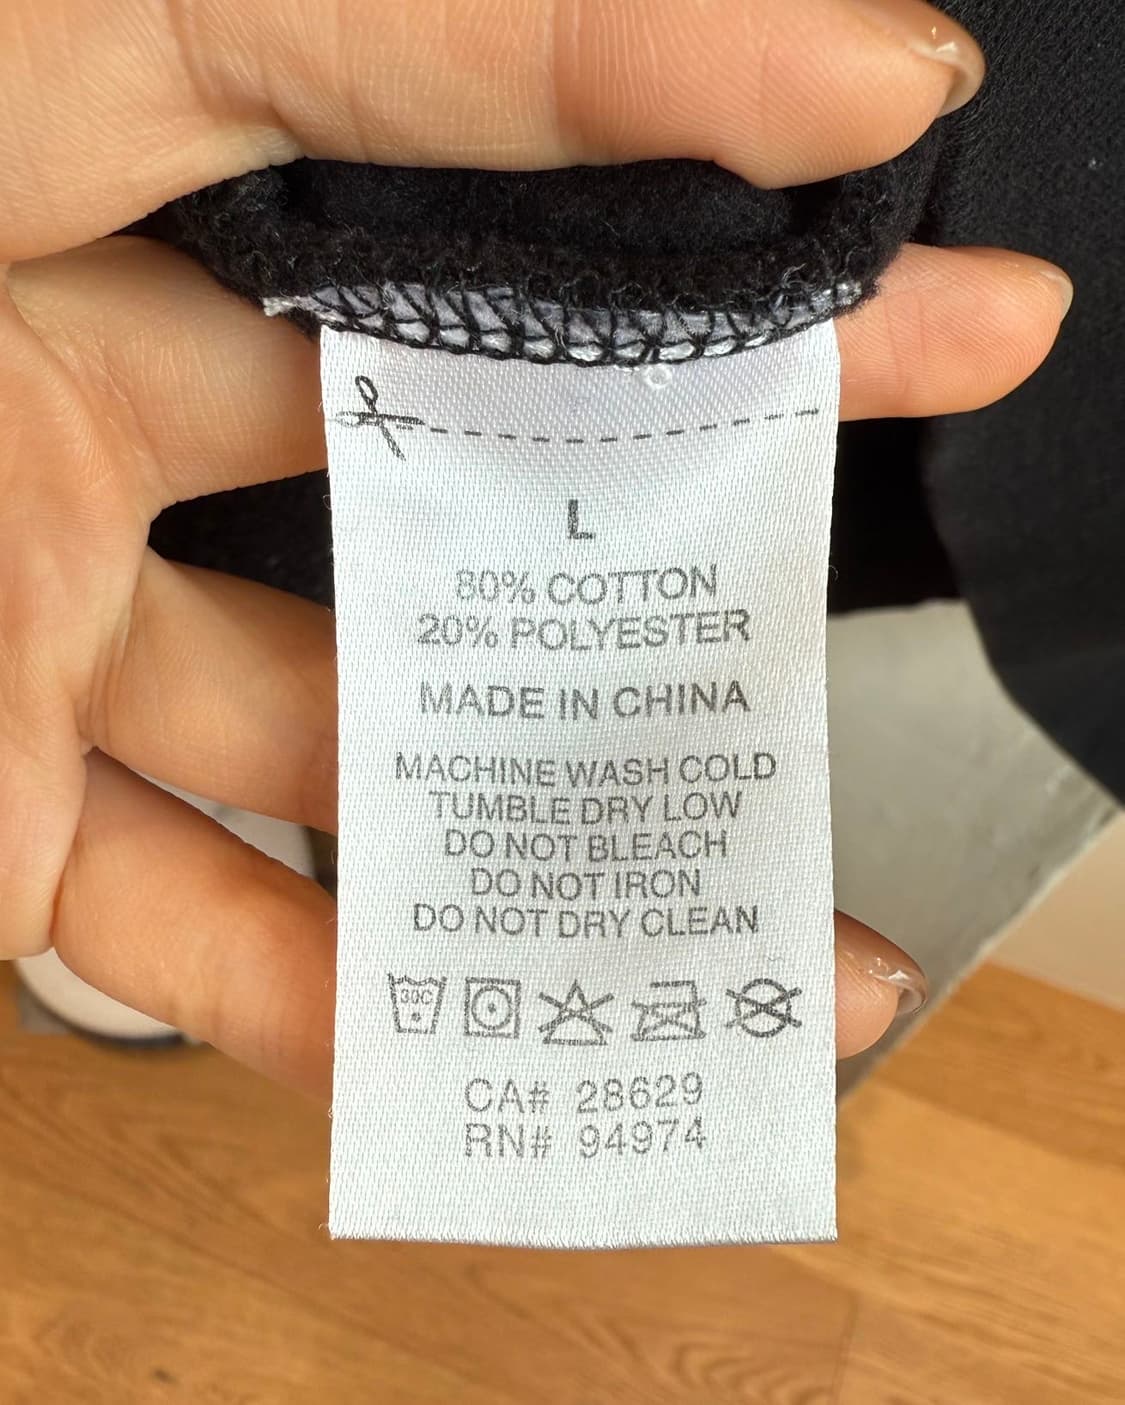 L
80% COTTON
20% POLYESTER
MADE IN CHINA
MACHINE WASH COLD
TUMBLE DRY LOW
DO NOT BLEACH
DO NOT IRON
DO NOT DRY CLEAN
30C
CA# 28629
RN# 94974